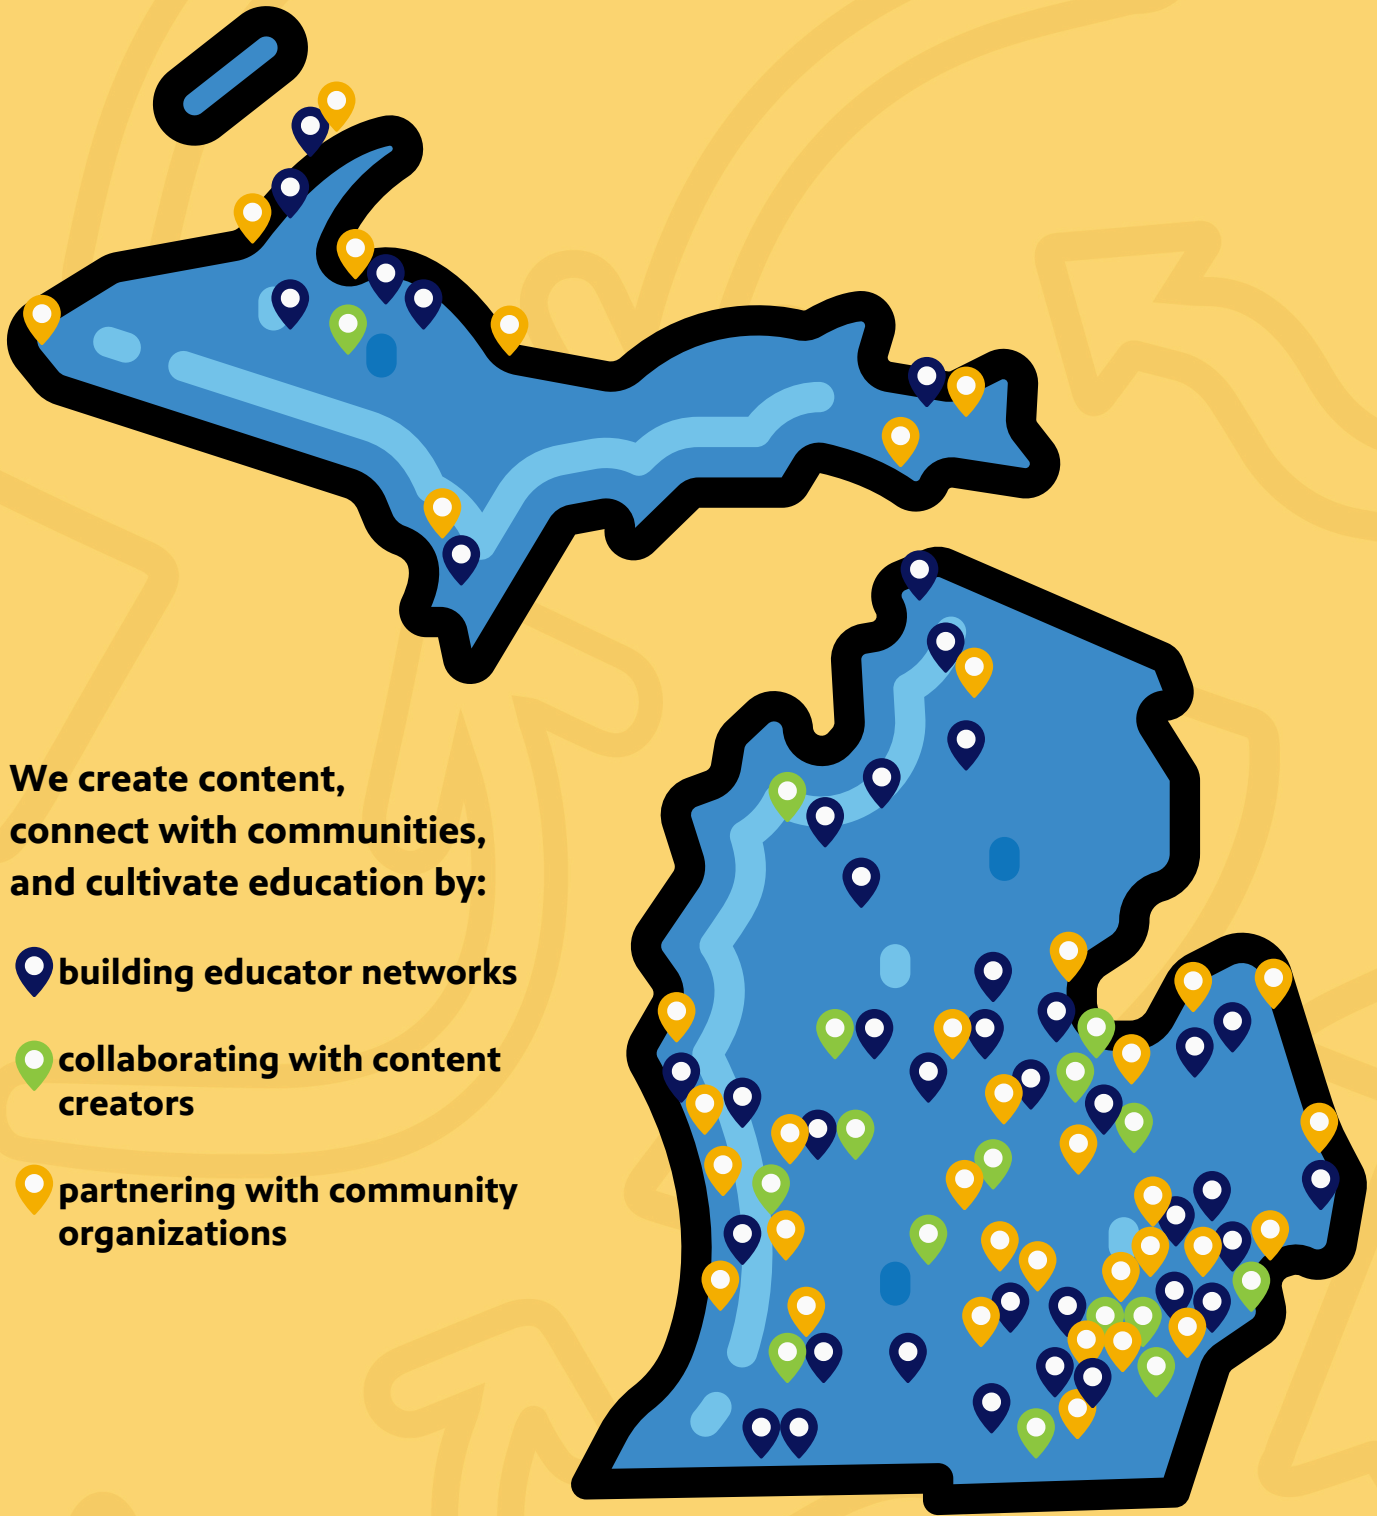 We create content,
connect with communities,
and cultivate education by:
building educator networks
collaborating with content
creators
partnering with community
organizations